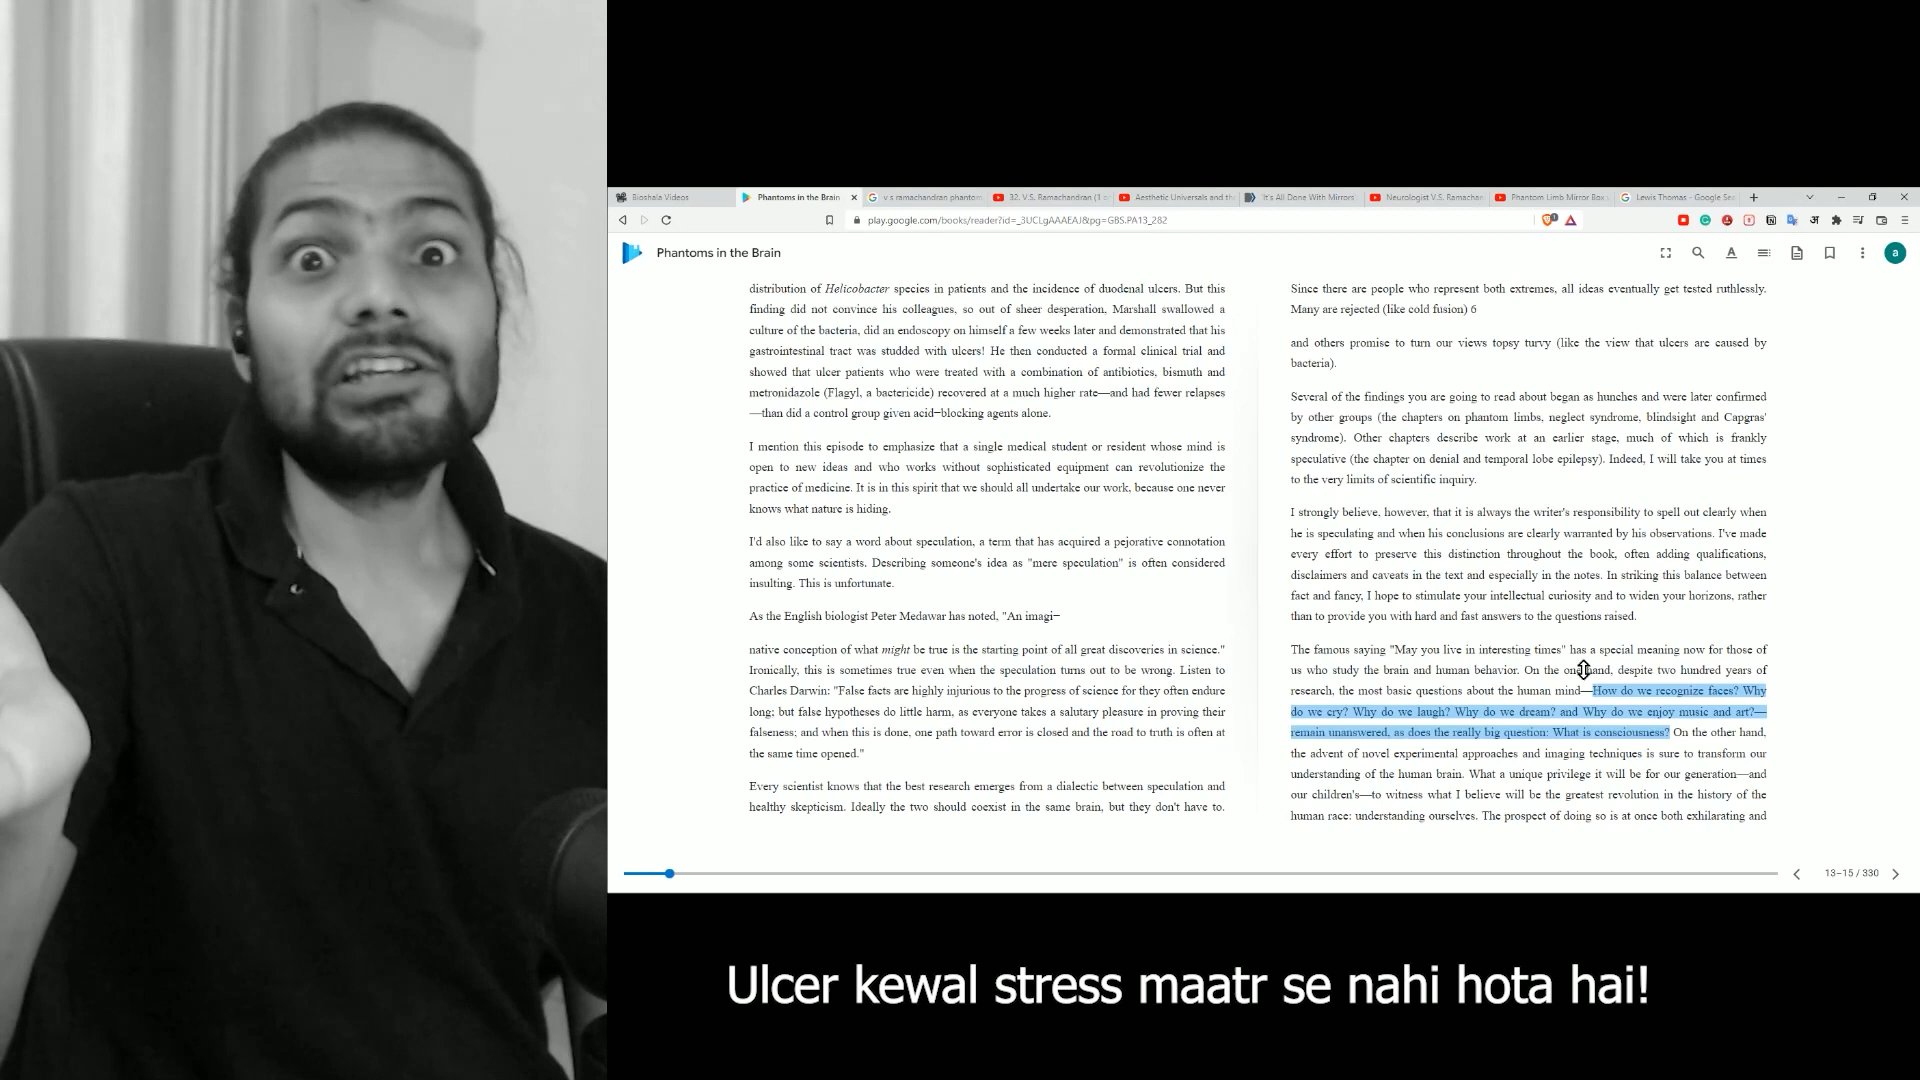 Bioshala Videos
Phantoms in the Brain
v s ramachandran phantom
32. V.S. Ramachandran (1
Aesthetic Universals and th
It's All Done With Mirrors
Neurologist V.S. Ramachan
Phantom Limb Mirror Box
Lewis Thomas - Google Se
play.google.com/books/reader?id=_3UCLgAAAEAJ&pg=GBS.PA13_282
Phantoms in the Brain
a
distribution of Helicobacter species in patients and the incidence of duodenal ulcers. But this
finding did not convince his colleagues, so out of sheer desperation, Marshall swallowed a
culture of the bacteria, did an endoscopy on himself a few weeks later and demonstrated that his
gastrointestinal tract was studded with ulcers! He then conducted a formal clinical trial and
showed that ulcer patients who were treated with a combination of antibiotics, bismuth and
metronidazole (Flagyl, a bactericide) recovered at a much higher rate—and had fewer relapses
—than did a control group given acid−blocking agents alone.
I mention this episode to emphasize that a single medical student or resident whose mind is
open to new ideas and who works without sophisticated equipment can revolutionize the
practice of medicine. It is in this spirit that we should all undertake our work, because one never
knows what nature is hiding.
I'd also like to say a word about speculation, a term that has acquired a pejorative connotation
among some scientists. Describing someone's idea as "mere speculation" is often considered
insulting. This is unfortunate.
As the English biologist Peter Medawar has noted, "An imagi−
native conception of what might be true is the starting point of all great discoveries in science."
Ironically, this is sometimes true even when the speculation turns out to be wrong. Listen to
Charles Darwin: "False facts are highly injurious to the progress of science for they often endure
long; but false hypotheses do little harm, as everyone takes a salutary pleasure in proving their
falseness; and when this is done, one path toward error is closed and the road to truth is often at
the same time opened."
Every scientist knows that the best research emerges from a dialectic between speculation and
healthy skepticism. Ideally the two should coexist in the same brain, but they don't have to.
Since there are people who represent both extremes, all ideas eventually get tested ruthlessly.
Many are rejected (like cold fusion) 6
and others promise to turn our views topsy turvy (like the view that ulcers are caused by
bacteria).
Several of the findings you are going to read about began as hunches and were later confirmed
by other groups (the chapters on phantom limbs, neglect syndrome, blindsight and Capgras'
syndrome). Other chapters describe work at an earlier stage, much of which is frankly
speculative (the chapter on denial and temporal lobe epilepsy). Indeed, I will take you at times
to the very limits of scientific inquiry.
I strongly believe, however, that it is always the writer's responsibility to spell out clearly when
he is speculating and when his conclusions are clearly warranted by his observations. I've made
every effort to preserve this distinction throughout the book, often adding qualifications,
disclaimers and caveats in the text and especially in the notes. In striking this balance between
fact and fancy, I hope to stimulate your intellectual curiosity and to widen your horizons, rather
than to provide you with hard and fast answers to the questions raised.
The famous saying "May you live in interesting times" has a special meaning now for those of
us who study the brain and human behavior. On the one hand, despite two hundred years of
research, the most basic questions about the human mind—How do we recognize faces? Why
do we cry? Why do we laugh? Why do we dream? and Why do we enjoy music and art?—
remain unanswered, as does the really big question: What is consciousness? On the other hand,
the advent of novel experimental approaches and imaging techniques is sure to transform our
understanding of the human brain. What a unique privilege it will be for our generation—and
our children's—to witness what I believe will be the greatest revolution in the history of the
human race: understanding ourselves. The prospect of doing so is at once both exhilarating and
13–15 / 330
Ulcer kewal stress maatr se nahi hota hai!